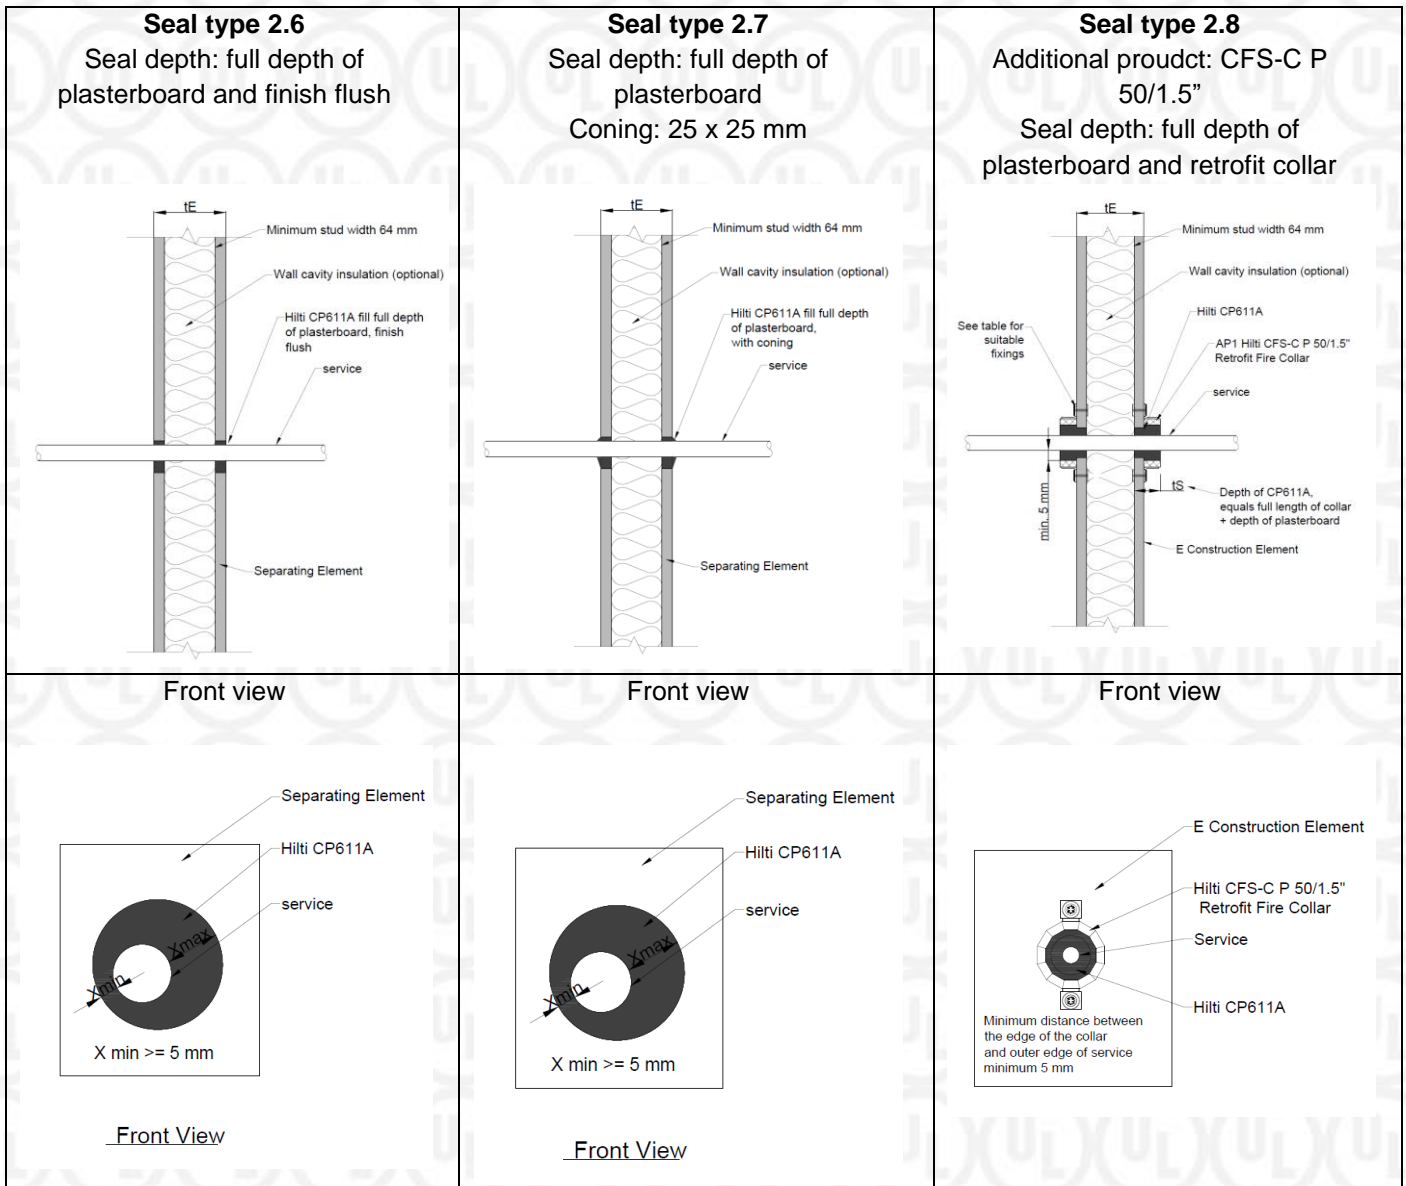 Seal type 2.6
Seal depth: full depth of
plasterboard and finish flush
tE
Minimum stud width 64 mm
Wall cavity insulation (optional)
Hilti CP611A fill full depth
of plasterboard, finish
flush
service
Separating Element
Seal type 2.7
Seal depth: full depth of
plasterboard
Coning: 25 x 25 mm
tE
Minimum stud width 64 mm
Wall cavity insulation (optional)
Hilti CP611A fill full depth
of plasterboard,
with coning
service
Separating Element
Seal type 2.8
Additional proudct: CFS-C P
50/1.5”
Seal depth: full depth of
plasterboard and retrofit collar
tE
Minimum stud width 64 mm
Wall cavity insulation (optional)
Hilti CP611A
See table for
suitable
fixings
AP1 Hilti CFS-C P 50/1.5"
Retrofit Fire Collar
service
min. 5 mm
tS
Depth of CP611A,
equals full length of collar
+ depth of plasterboard
E Construction Element
Front view
Separating Element
Hilti CP611A
service
Xmax
Xmin
X min >= 5 mm
Front View
Front view
Separating Element
Hilti CP611A
service
Xmax
Xmin
X min >= 5 mm
Front View
Front view
E Construction Element
Hilti CFS-C P 50/1.5"
Retrofit Fire Collar
Service
Hilti CP611A
Minimum distance between
the edge of the collar
and outer edge of service
minimum 5 mm